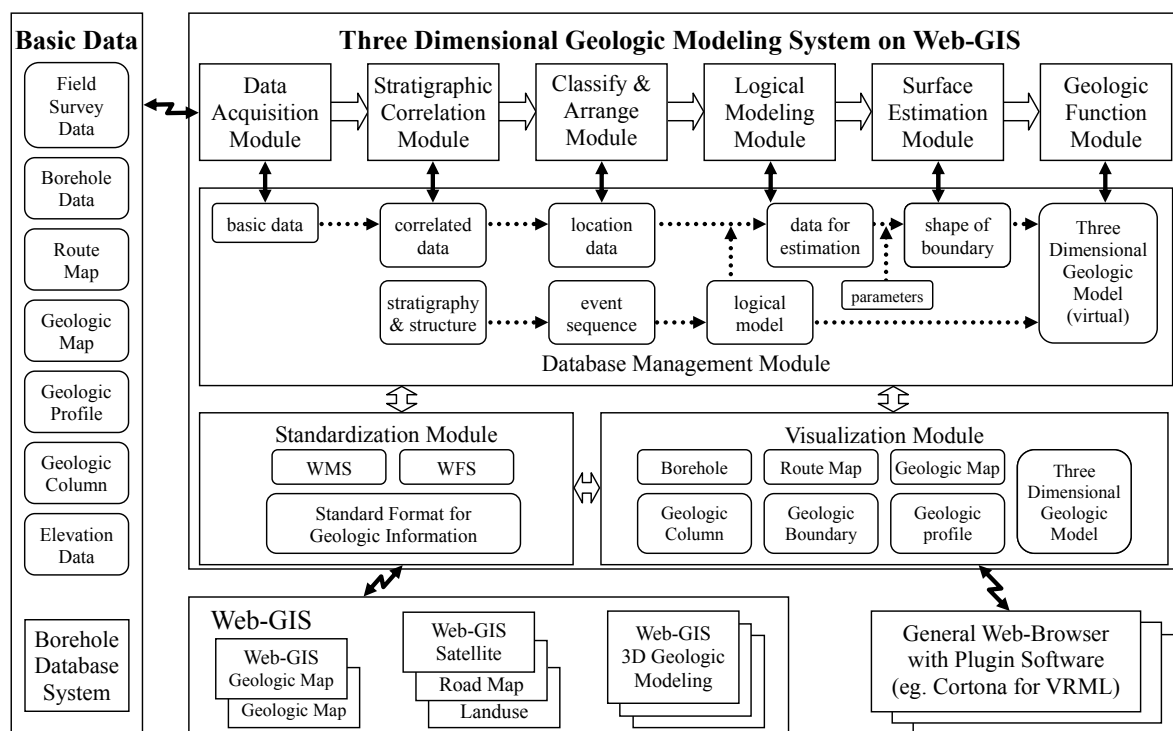 Basic Data
Field
Survey
Data
Borehole
Data
Route
Map
Geologic
Map
Geologic
Profile
Geologic
Column
Elevation
Data
Borehole
Database
System
Three Dimensional Geologic Modeling System on Web-GIS
Data
Acquisition
Module
Stratigraphic
Correlation
Module
Classify &
Arrange
Module
Logical
Modeling
Module
Surface
Estimation
Module
Geologic
Function
Module
basic data
correlated
data
location
data
data for
estimation
shape of
boundary
Three
Dimensional
Geologic
Model
(virtual)
stratigraphy
& structure
event
sequence
logical
model
parameters
Database Management Module
Standardization Module
WMS
WFS
Standard Format for
Geologic Information
Visualization Module
Borehole
Route Map
Geologic Map
Geologic
Column
Geologic
Boundary
Geologic
profile
Three
Dimensional
Geologic
Model
Web-GIS
Web-GIS
Geologic Map
Geologic Map
Web-GIS
Satellite
Road Map
Landuse
Web-GIS
3D Geologic
Modeling
General Web-Browser
with Plugin Software
(eg. Cortona for VRML)